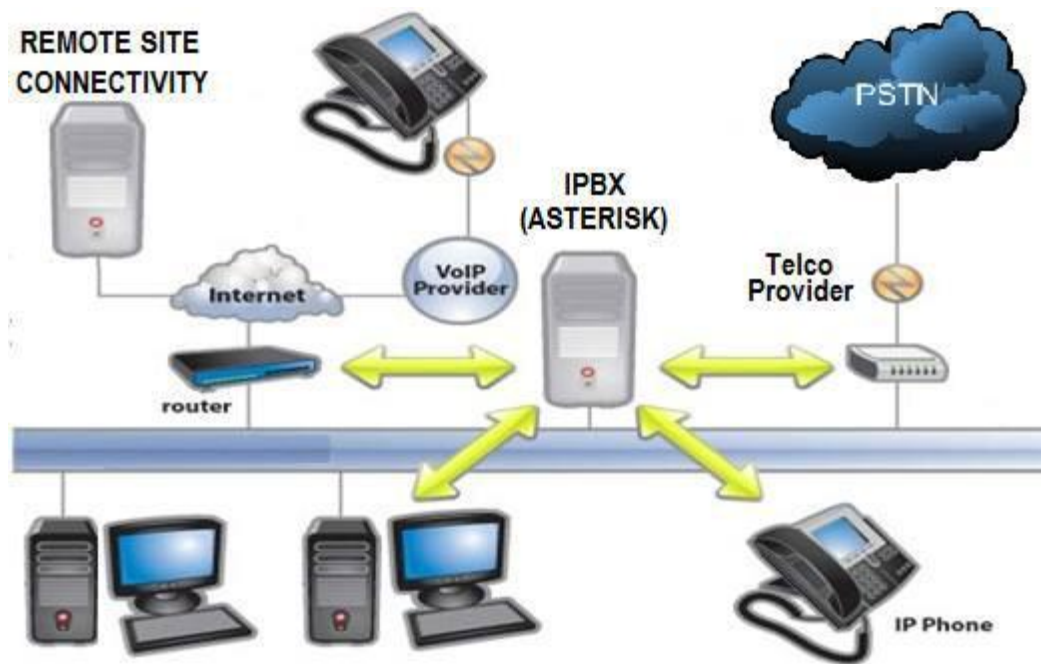 REMOTE SITE
CONNECTIVITY
PSTN
IPBX
(ASTERISK)
VoIP
Provider
Internet
Telco
Provider
router
IP Phone